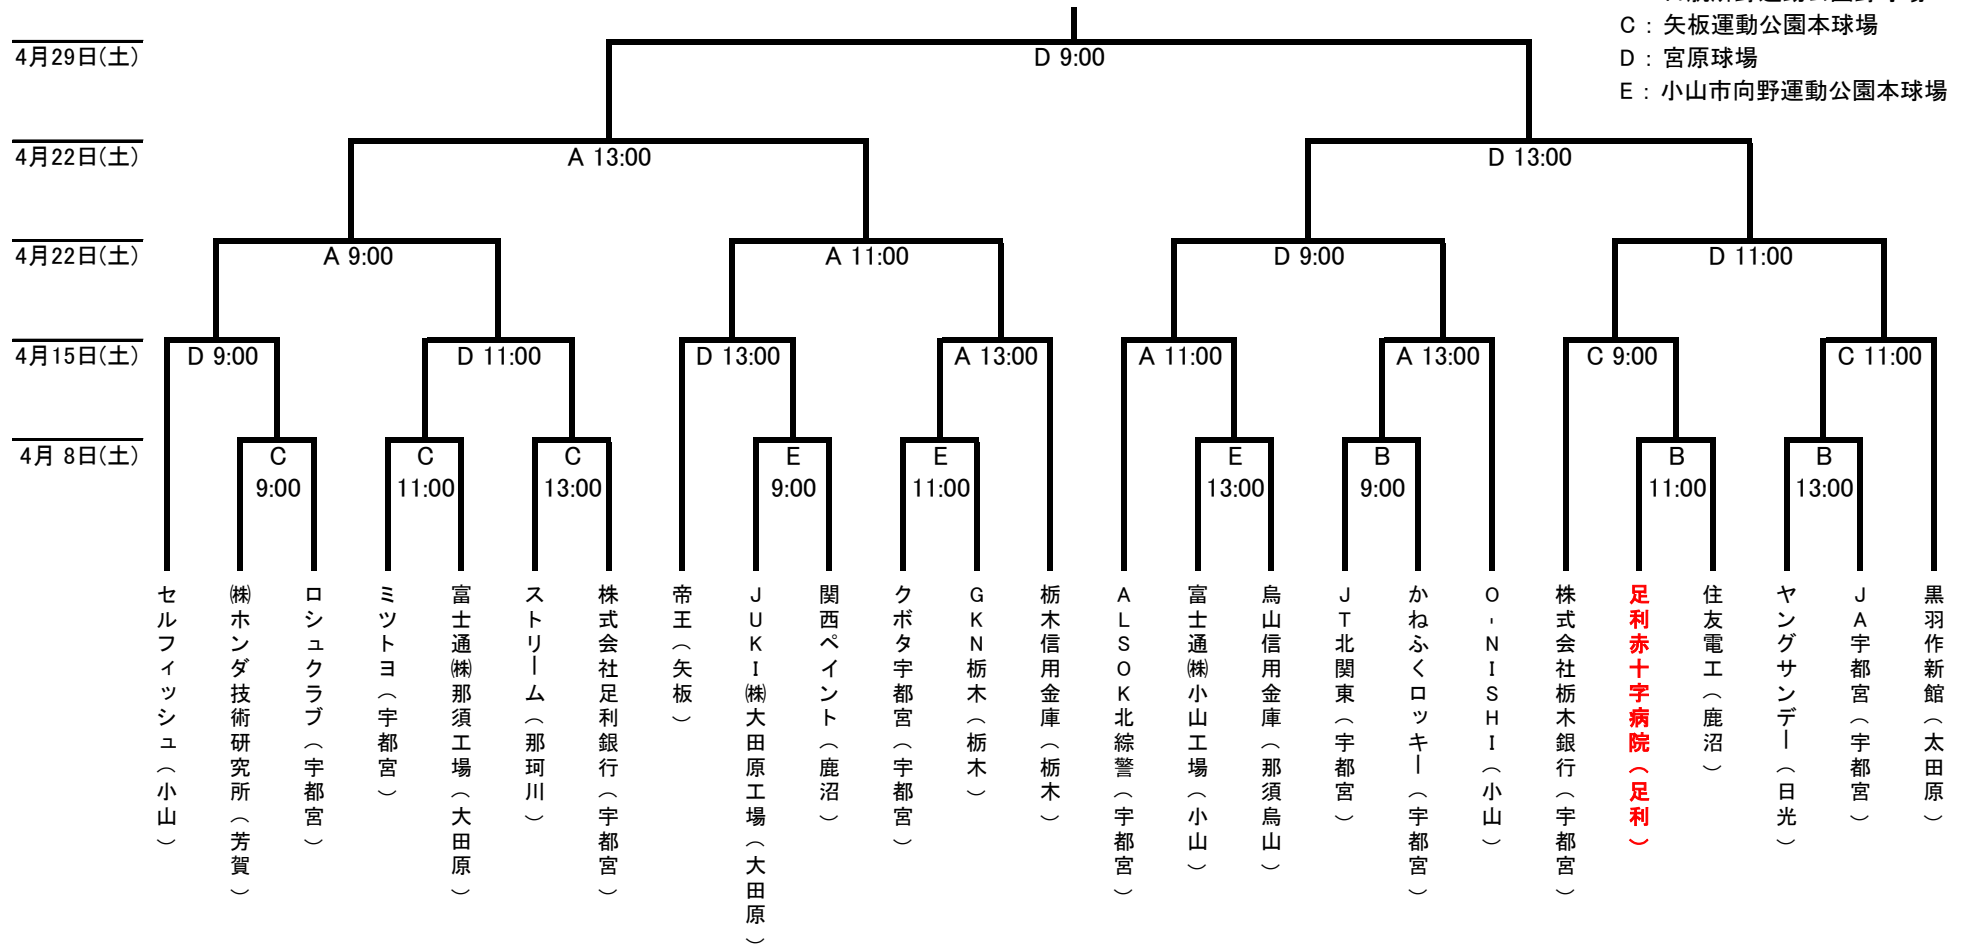 C：矢板運動公園本球場
D：宮原球場
E：小山市向野運動公園本球場
4月29日(土)
D 9:00
4月22日(土)
A 13:00
D 13:00
4月22日(土)
A 9:00
A 11:00
D 9:00
D 11:00
4月15日(土)
D 9:00
D 11:00
D 13:00
A 13:00
A 11:00
A 13:00
C 9:00
C 11:00
4月 8日(土)
C
9:00
C
11:00
C
13:00
E
9:00
E
11:00
E
13:00
B
9:00
B
11:00
B
13:00
セルフィッシュ（小山）
㈱ホンダ技術研究所（芳賀）
ロシュクラブ（宇都宮）
ミツトヨ（宇都宮）
富士通㈱那須工場（大田原）
ストリーム（那珂川）
株式会社足利銀行（宇都宮）
帝王（矢板）
JUKI㈱大田原工場（大田原）
関西ペイント（鹿沼）
クボタ宇都宮（宇都宮）
GKN栃木（栃木）
栃木信用金庫（栃木）
ALSOK北綜警（宇都宮）
富士通㈱小山工場（小山）
烏山信用金庫（那須烏山）
JT北関東（宇都宮）
かねふくロッキー（宇都宮）
O-NISHI（小山）
株式会社栃木銀行（宇都宮）
足利赤十字病院（足利）
住友電工（鹿沼）
ヤングサンデー（日光）
JA宇都宮（宇都宮）
黒羽作新館（太田原）